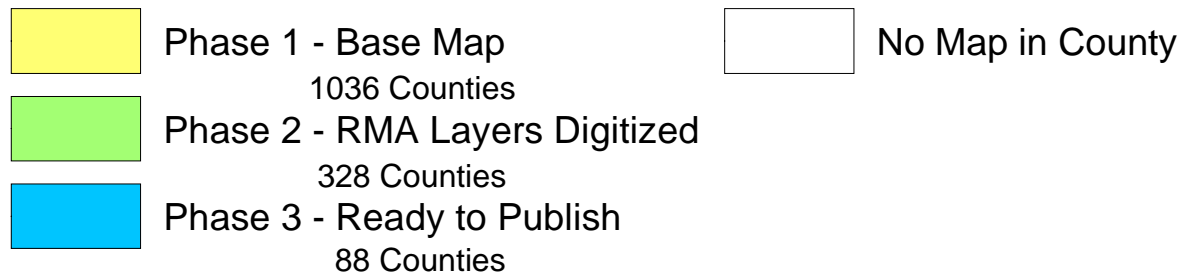 Phase 1 - Base Map
1036 Counties
Phase 2 - RMA Layers Digitized
328 Counties
Phase 3 - Ready to Publish
88 Counties
No Map in County